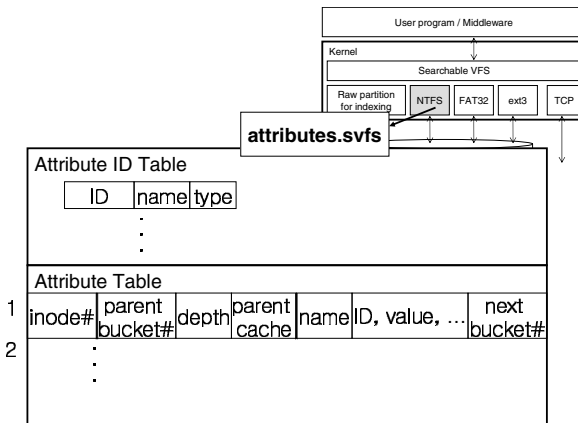 User program / Middleware
Kernel
Searchable VFS
Raw partition
for indexing
NTFS
FAT32
ext3
TCP
attributes.svfs
Attribute ID Table
ID name type
Attribute Table
1
inode# parent bucket# depth parent cache name ID, value, ... next bucket#
2